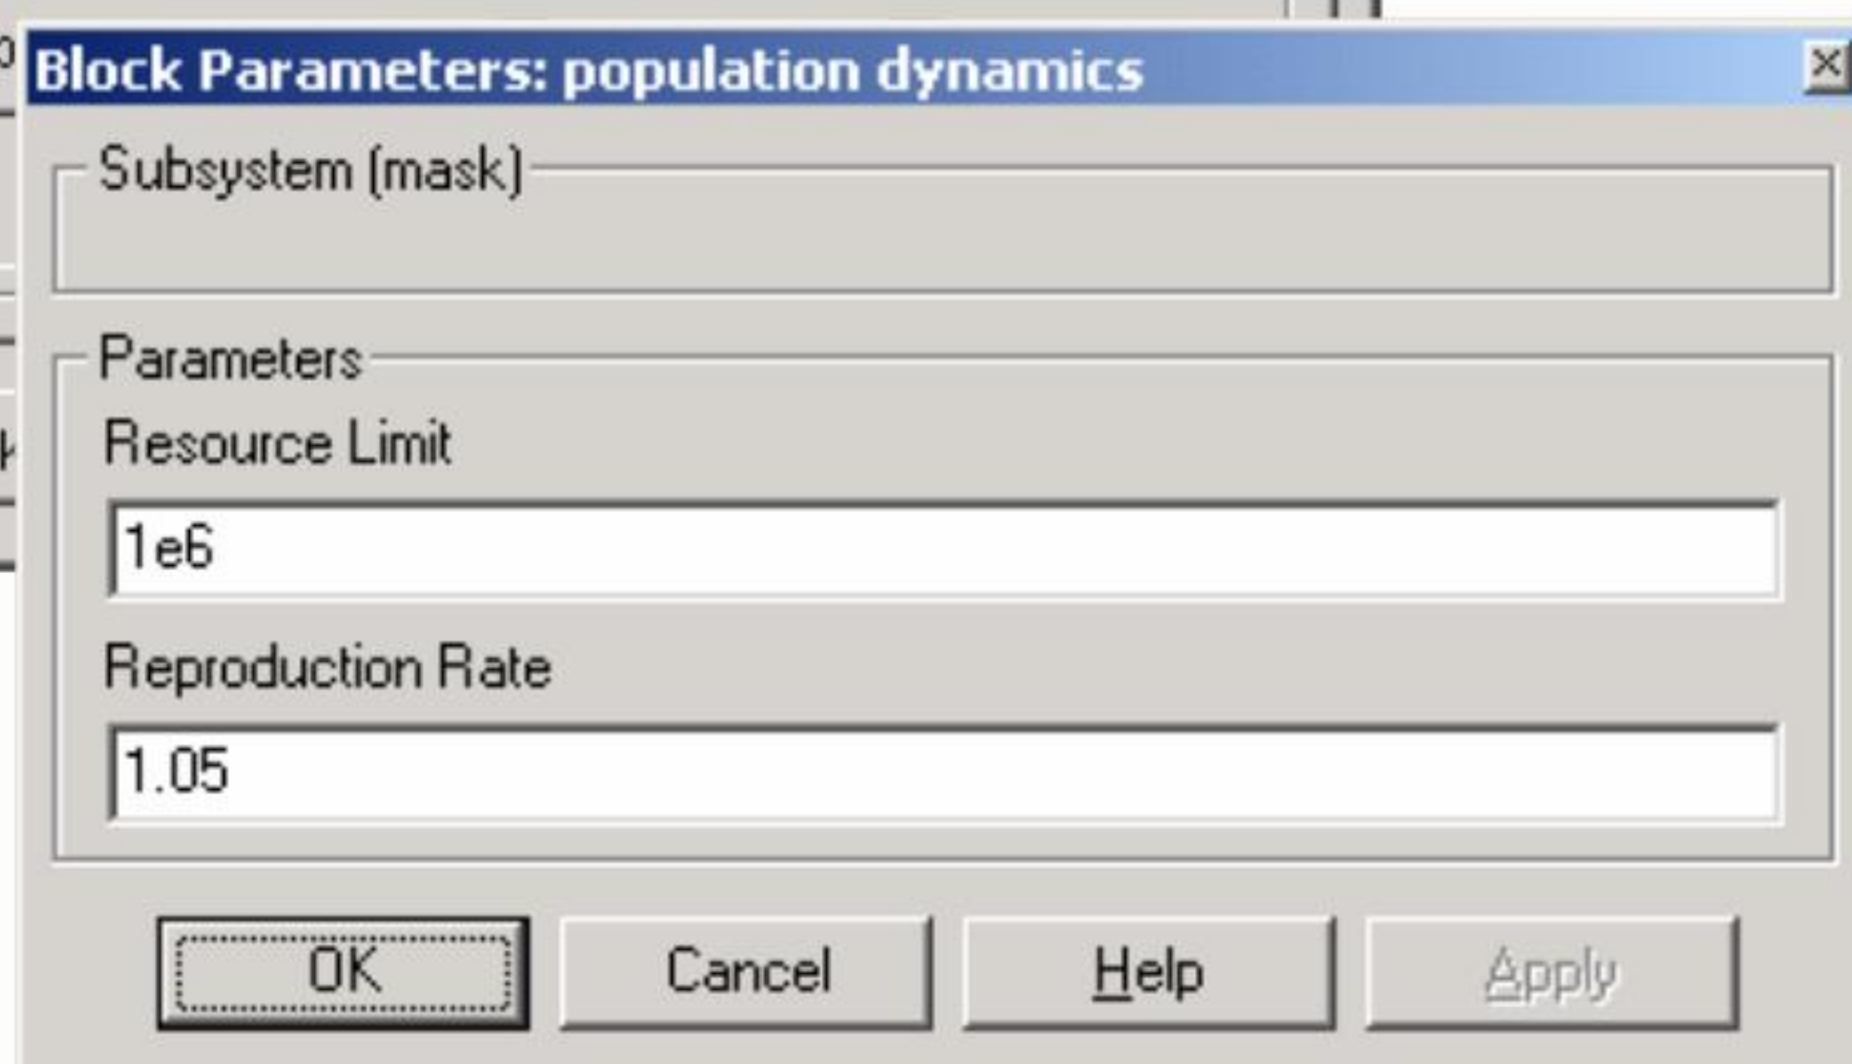 Block Parameters: population dynamics
Subsystem (mask)
Parameters
Resource Limit
1e6
Reproduction Rate
1.05
OK Cancel Help Apply